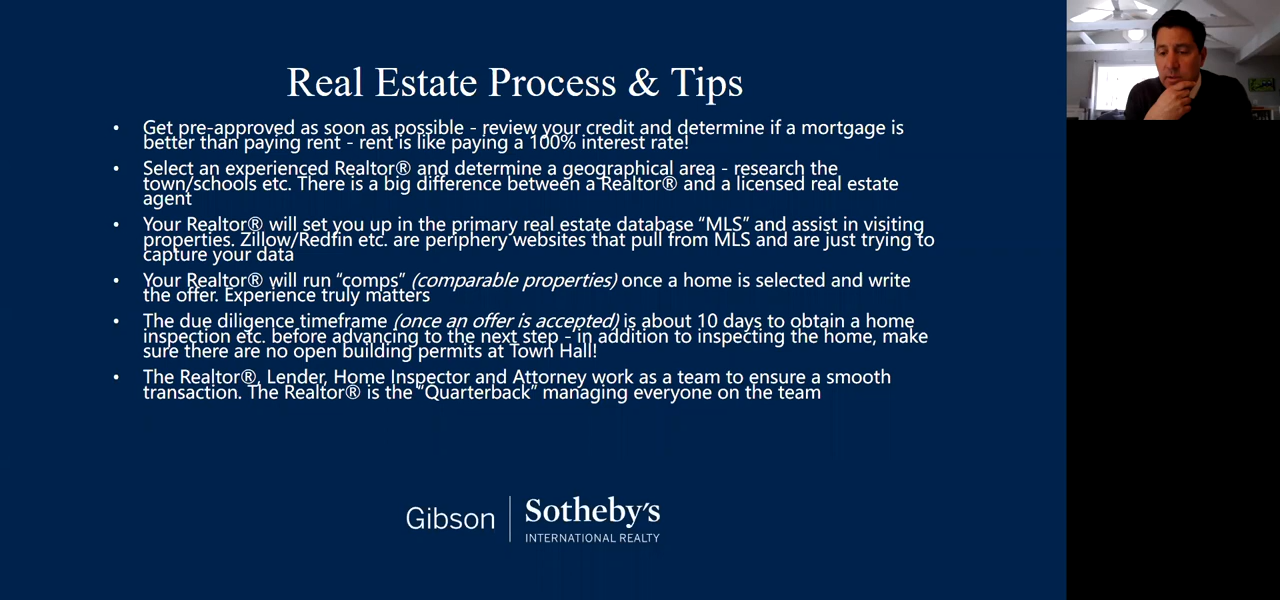 Real Estate Process & Tips
• Get pre-approved as soon as possible - review your credit and determine if a mortgage is
better than paying rent - rent is like paying a 100% interest rate!
• Select an experienced Realtor® and determine a geographical area - research the
town/schools etc. There is a big difference between a Realtor® and a licensed real estate
agent
• Your Realtor® will set you up in the primary real estate database “MLS” and assist in visiting
properties. Zillow/Redfin etc. are periphery websites that pull from MLS and are just trying to
capture your data
• Your Realtor® will run “comps” (comparable properties) once a home is selected and write
the offer. Experience truly matters
• The due diligence timeframe (once an offer is accepted) is about 10 days to obtain a home
inspection etc. before advancing to the next step - in addition to inspecting the home, make
sure there are no open building permits at Town Hall!
• The Realtor®, Lender, Home Inspector and Attorney work as a team to ensure a smooth
transaction. The Realtor® is the “Quarterback” managing everyone on the team
Gibson | Sotheby's
INTERNATIONAL REALTY